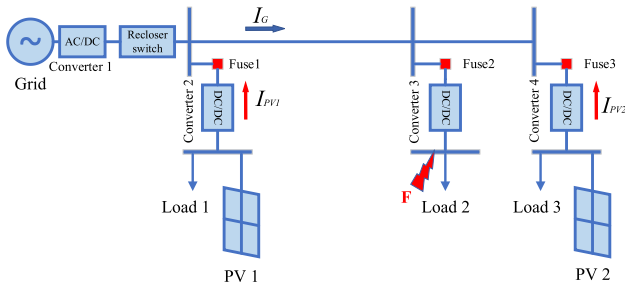 I_G
AC/DC
Recloser
switch
Converter 1
Grid
Fuse1
Fuse2
Fuse3
Converter 2
DC/DC
I_PV1
Converter 3
DC/DC
Converter 4
DC/DC
I_PV2
F
Load 1
Load 2
Load 3
PV 1
PV 2